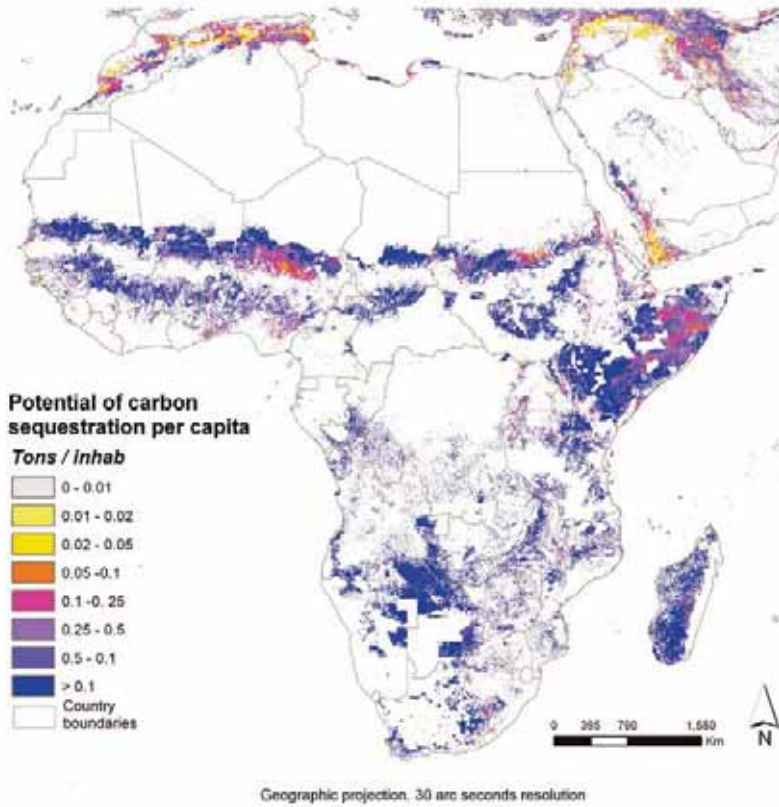 Potential of carbon
sequestration per capita
Tons / inhab
0 - 0.01
0.01 - 0.02
0.02 - 0.05
0.05 -0.1
0.1 -0. 25
0.25 - 0.5
0.5 - 0.1
> 0.1
Country
boundaries
0 395 790 1,580
Km
N
Geographic projection. 30 arc seconds resolution